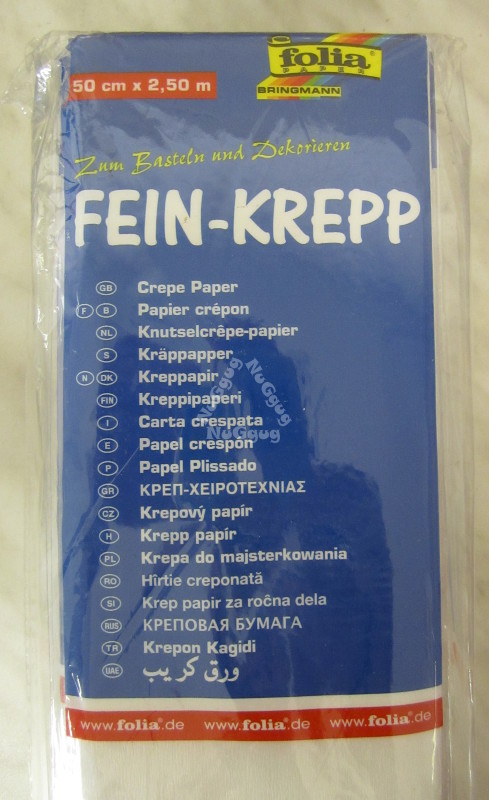 folia®
PAPER
BRINGMANN
50 cm x 2,50 m
Zum Basteln und Dekorieren
FEIN-KREPP
GB Crepe Paper
F B Papier crépon
NL Knutselcrêpe-papier
S Kräppapper
N DK Kreppapir
FIN Kreppipaperi
I Carta crespata
E Papel crespón
P Papel Plissado
GR ΚΡΕΠ-ΧΕΙΡΟΤΕΧΝΙΑΣ
CZ Krepový papír
H Krepp papír
PL Krepa do majsterkowania
RO Hîrtie creponată
SI Krep papir za ročna dela
RUS КРЕПОВАЯ БУМАГА
TR Krepon Kagidi
UAE ورق كريب
www.folia®.de www.folia®.de www.folia®.de
NuGgug
NuGgug
NuGgug